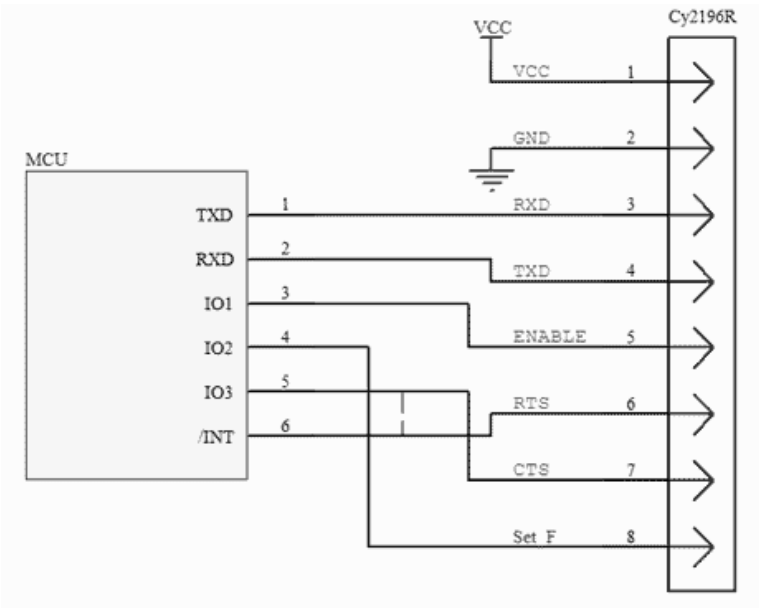 Cy2196R
VCC
VCC 1
GND 2
MCU
TXD 1 RXD 3
RXD 2 TXD 4
IO1 3 ENABLE 5
IO2 4
IO3 5 RTS 6
/INT 6
CTS 7
Set F 8